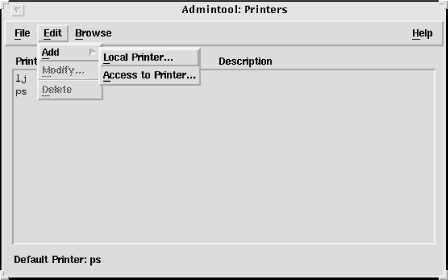 Admintool: Printers
File Edit Browse Help
Add
Modify...
Delete
Local Printer...
Access to Printer...
Print Description
lj
ps
Default Printer: ps